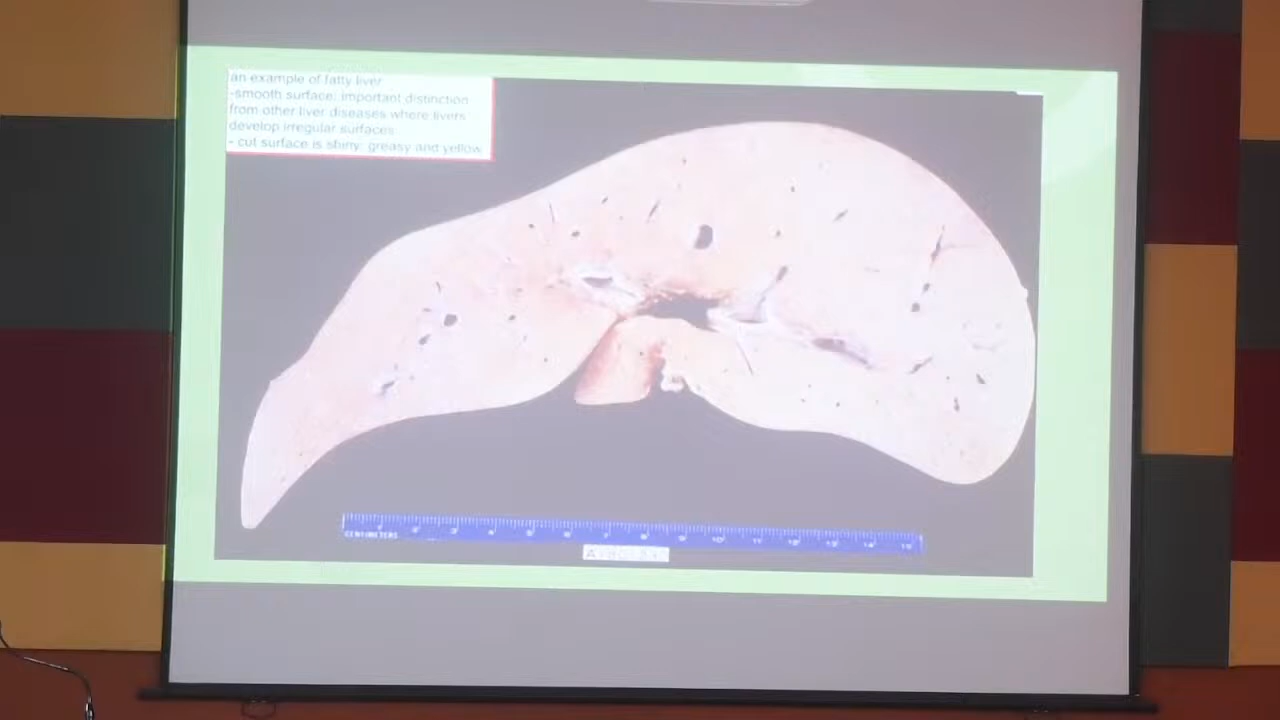 an example of fatty liver
-smooth surface: important distinction
from other liver diseases where livers
develop irregular surfaces
- cut surface is shiny, greasy and yellow
CENTIMETERS